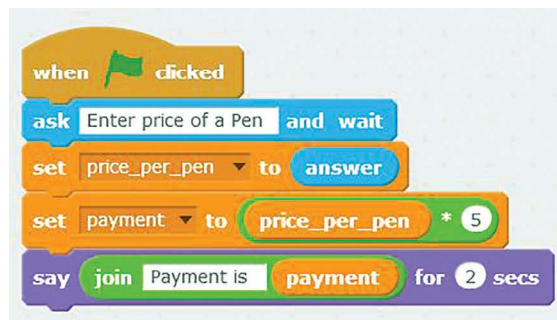 when clicked
ask Enter price of a Pen and wait
set price_per_pen to answer
set payment to price_per_pen * 5
say join Payment is payment for 2 secs